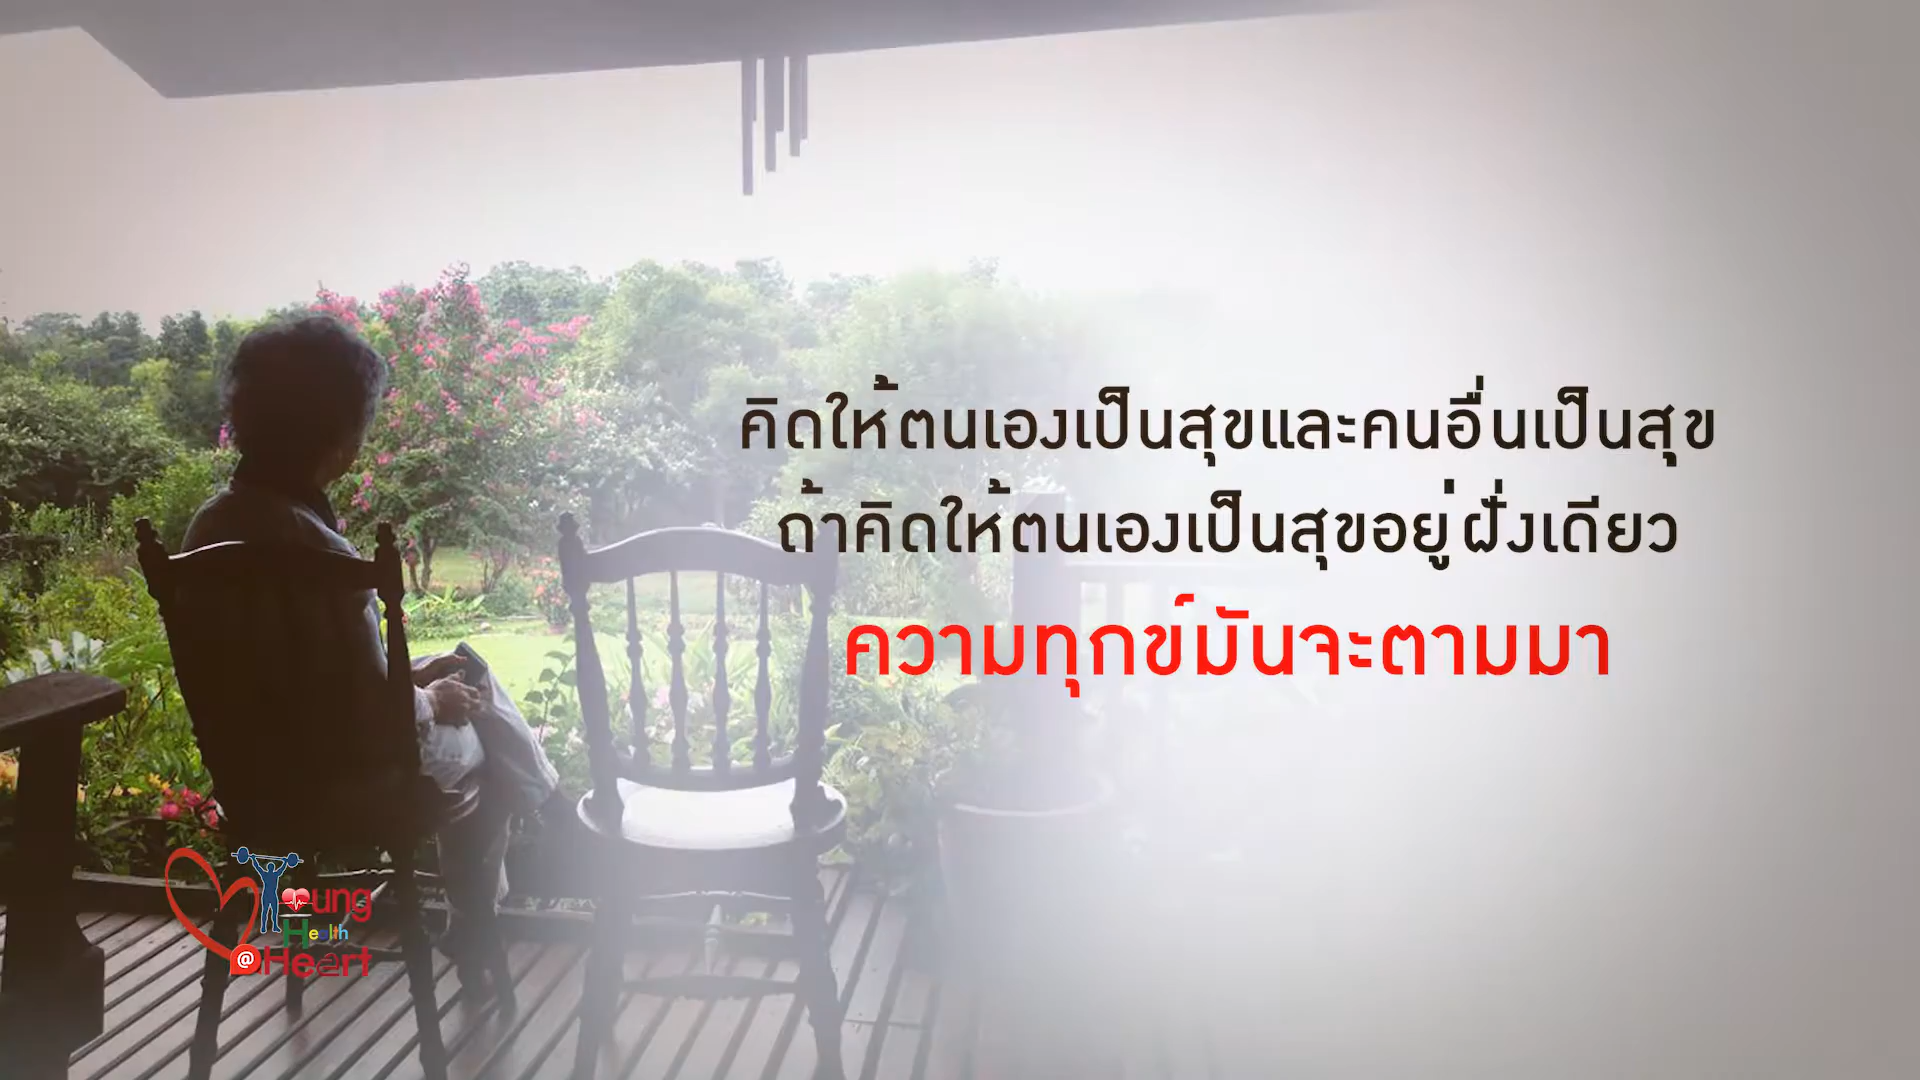 คิดให้ตนเองเป็นสุขและคนอื่นเป็นสุข
ถ้าคิดให้ตนเองเป็นสุขอยู่ฝั่งเดียว
ความทุกข์มันจะตามมา
Young
Health
@Heart